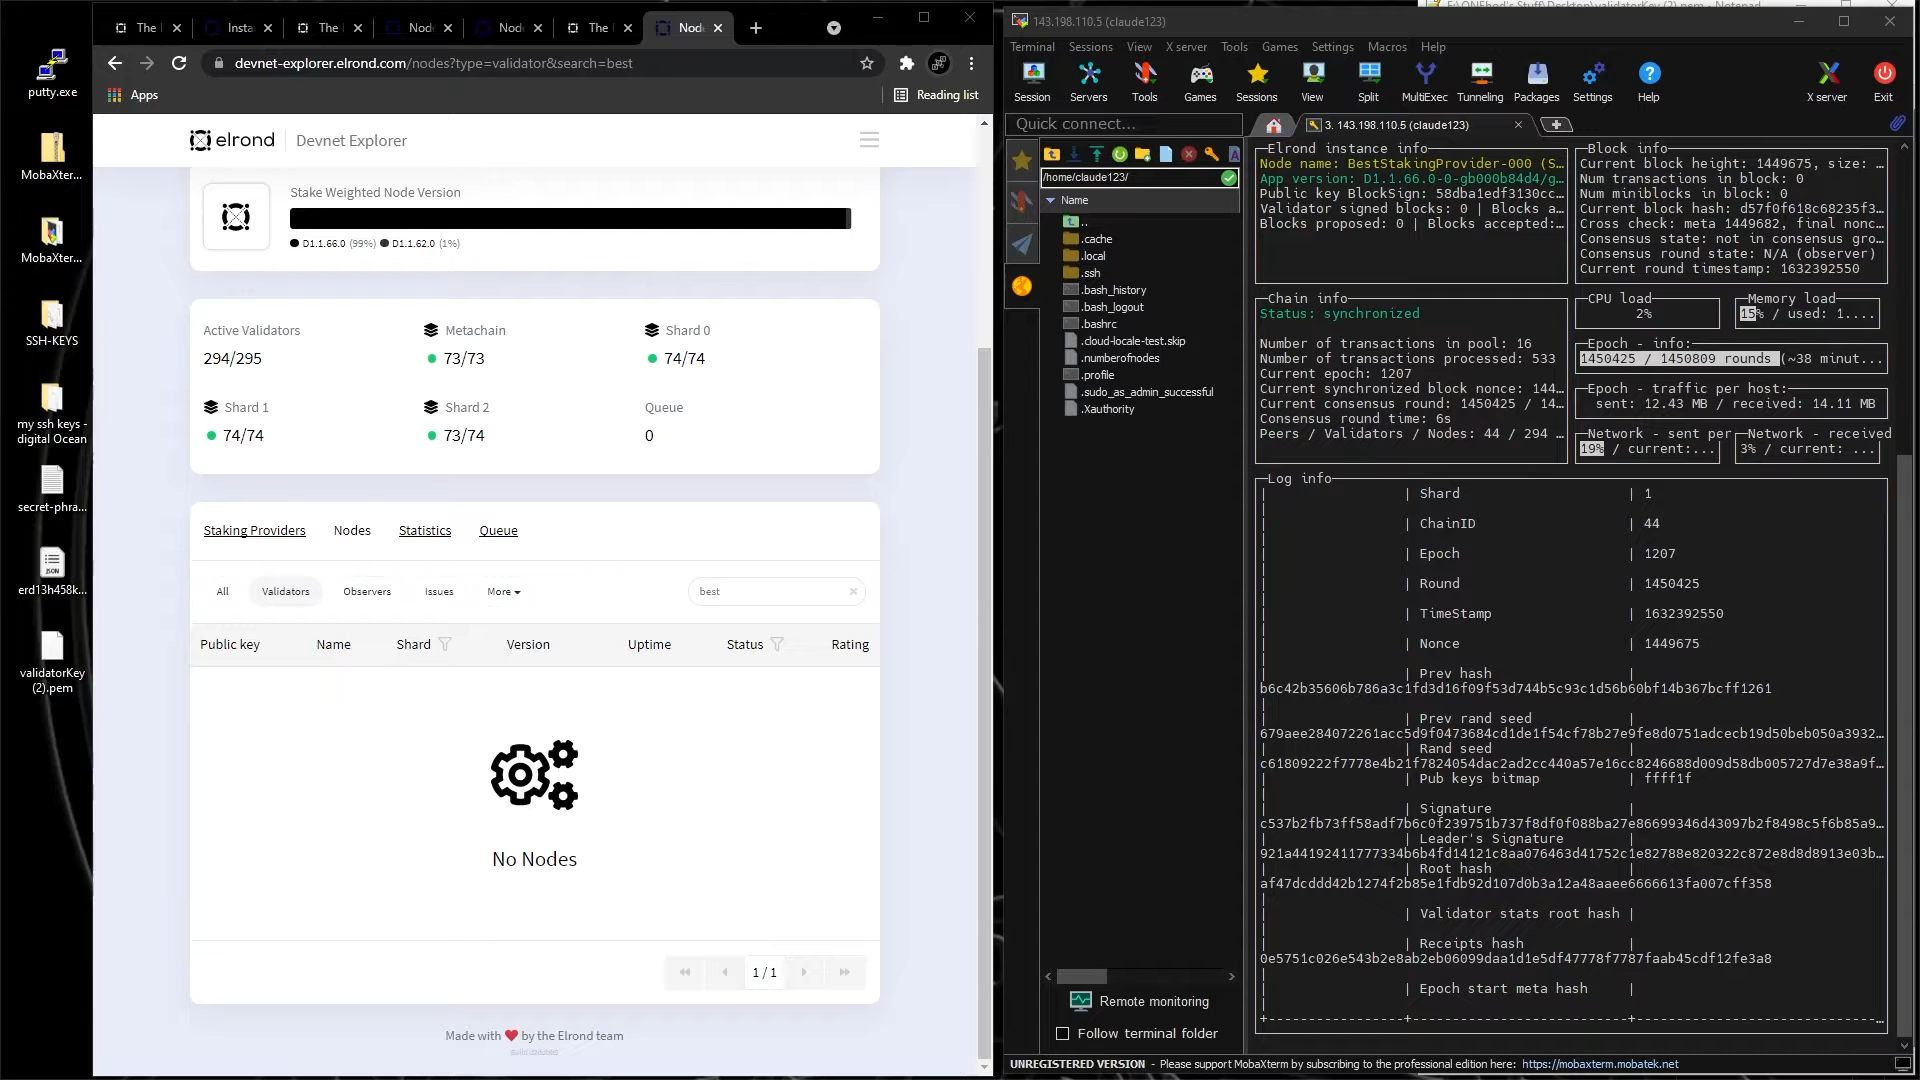 putty.exe
MobaXter...
MobaXter...
SSH-KEYS
my ssh keys -
digital Ocean
secret-phra...
JSON
erd13h458k...
validatorKey
(2).pem
The
Insta
The
Node
Node
The
Node
devnet-explorer.elrond.com/nodes?type=validator&search=best
Apps
Reading list
elrond
Devnet Explorer
Stake Weighted Node Version
D1.1.66.0 (99%) D1.1.62.0 (1%)
Active Validators
294/295
Metachain
73/73
Shard 0
74/74
Shard 1
74/74
Shard 2
73/74
Queue
0
Staking Providers Nodes Statistics Queue
All Validators Observers Issues More
best
Public key Name Shard Version Uptime Status Rating
No Nodes
1 / 1
Made with by the Elrond team
143.198.110.5 (claude123)
Terminal Sessions View X server Tools Games Settings Macros Help
Session Servers Tools Games Sessions View Split MultiExec Tunneling Packages Settings Help X server Exit
Quick connect...
3. 143.198.110.5 (claude123)
/home/claude123/
Name
..
.cache
.local
.ssh
.bash_history
.bash_logout
.bashrc
.cloud-locale-test.skip
.numberofnodes
.profile
.sudo_as_admin_successful
.Xauthority
Remote monitoring
Follow terminal folder
Elrond instance info
Node name: BestStakingProvider-000 (S...
App version: D1.1.66.0-0-gb000b84d4/g...
Public key BlockSign: 58dba1edf3130cc...
Validator signed blocks: 0 | Blocks a...
Blocks proposed: 0 | Blocks accepted:...
Block info
Current block height: 1449675, size: ...
Num transactions in block: 0
Num miniblocks in block: 0
Current block hash: d57f0f618c68235f3...
Cross check: meta 1449682, final nonc...
Consensus state: not in consensus gro...
Consensus round state: N/A (observer)
Current round timestamp: 1632392550
Chain info
Status: synchronized
Number of transactions in pool: 16
Number of transactions processed: 533
Current epoch: 1207
Current synchronized block nonce: 144...
Current consensus round: 1450425 / 14...
Consensus round time: 6s
Peers / Validators / Nodes: 44 / 294 ...
CPU load
2%
Memory load
15% / used: 1....
Epoch - info:
1450425 / 1450809 rounds (~38 minut...
Epoch - traffic per host:
sent: 12.43 MB / received: 14.11 MB
Network - sent per
19% / current:...
Network - received
3% / current: ...
Log info
| Shard | 1
| ChainID | 44
| Epoch | 1207
| Round | 1450425
| TimeStamp | 1632392550
| Nonce | 1449675
| Prev hash |
b6c42b35606b786a3c1fd3d16f09f53d744b5c93c1d56b60bf14b367bcff1261
| Prev rand seed |
679aee284072261acc5d9f0473684cd1de1f54cf78b27e9fe8d0751adcecb19d50beb050a3932...
| Rand seed |
c61809222f7778e4b21f7824054dac2ad2cc440a57e16cc8246688d009d58db005727d7e38a9f...
| Pub keys bitmap | ffff1f
| Signature |
c537b2fb73ff58adf7b6c0f239751b737f8df0f088ba27e86699346d43097b2f8498c5f6b85a9...
| Leader's Signature |
921a44192411777334b6b4fd14121c8aa076463d41752c1e82788e820322c872e8d8d8913e03b...
| Root hash |
af47dcddd42b1274f2b85e1fdb92d107d0b3a12a48aaee6666613fa007cff358
| Validator stats root hash |
| Receipts hash |
0e5751c026e543b2e8ab2eb06099daa1d1e5df47778f7787faab45cdf12fe3a8
| Epoch start meta hash |
UNREGISTERED VERSION - Please support MobaXterm by subscribing to the professional edition here: https://mobaxterm.mobatek.net